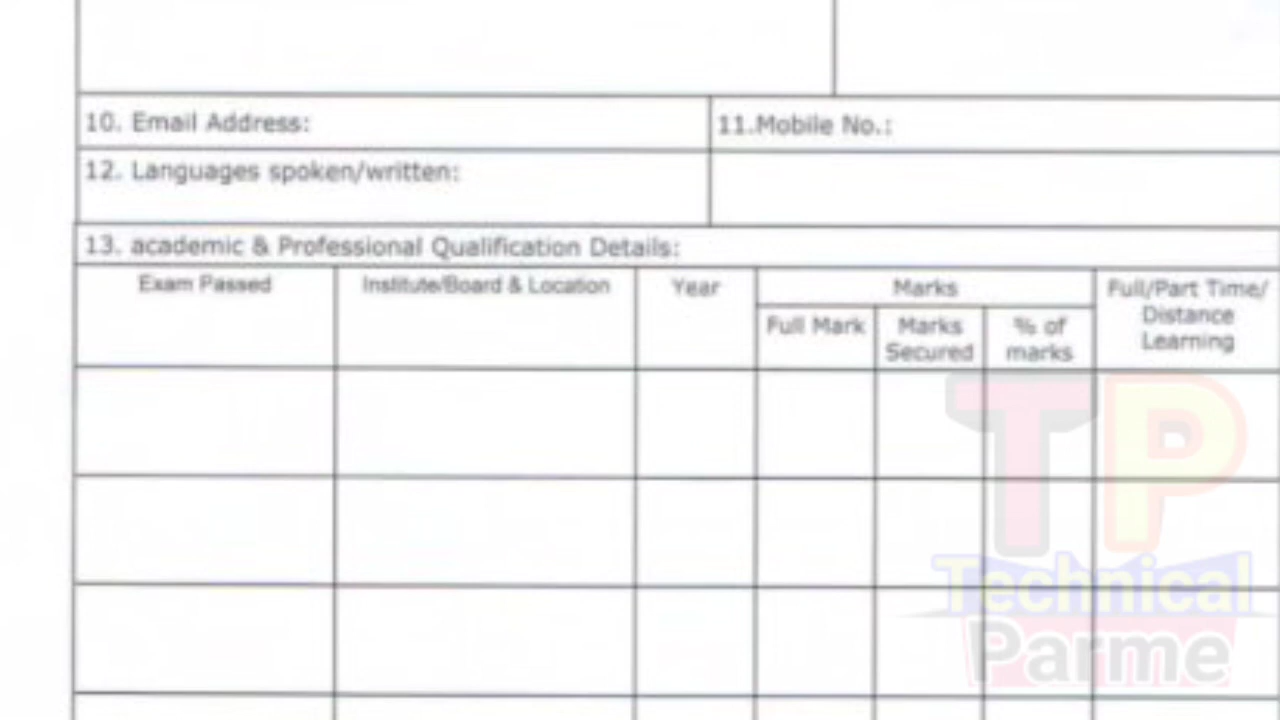 10. Email Address:
11.Mobile No.:
12. Languages spoken/written:
13. academic & Professional Qualification Details:
Exam Passed
Institute/Board & Location
Year
Marks
Full/Part Time/
Distance
Learning
Full Mark
Marks
Secured
% of
marks
TP
Technical
Parme